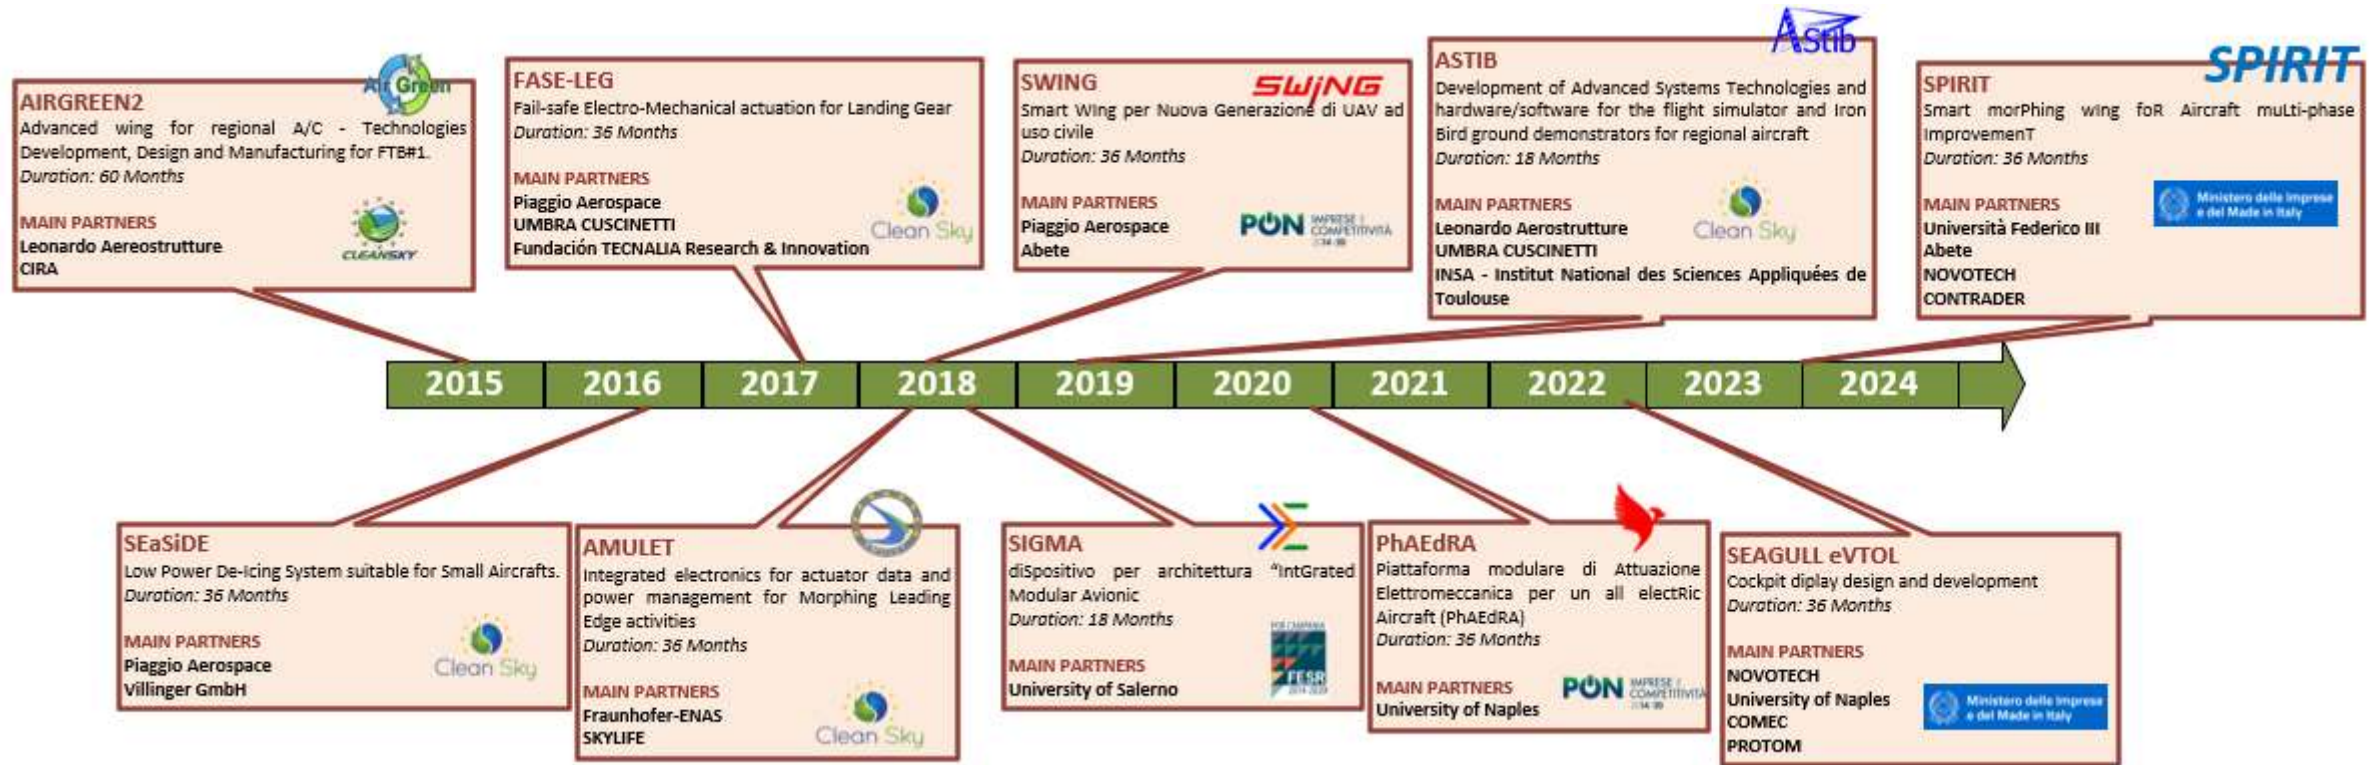 AIRGREEN2
Air Green
Advanced wing for regional A/C - Technologies
Development, Design and Manufacturing for FTB#1.
Duration: 60 Months
MAIN PARTNERS
Leonardo Aereostrutture
CIRA
CLEANSKY
FASE-LEG
Fail-safe Electro-Mechanical actuation for Landing Gear
Duration: 36 Months
MAIN PARTNERS
Piaggio Aerospace
UMBRA CUSCINETTI
Fundación TECNALIA Research & Innovation
Clean Sky
SWING
SWiNG
Smart WIng per Nuova Generazione di UAV ad
uso civile
Duration: 36 Months
MAIN PARTNERS
Piaggio Aerospace
Abete
PON IMPRESE E
COMPETITIVITÀ
ASTIB
AStib
Development of Advanced Systems Technologies and
hardware/software for the flight simulator and Iron
Bird ground demonstrators for regional aircraft
Duration: 18 Months
MAIN PARTNERS
Leonardo Aerostrutture
UMBRA CUSCINETTI
INSA - Institut National des Sciences Appliquées de
Toulouse
Clean Sky
SPIRIT
SPIRIT
Smart morPhing wIng foR Aircraft muLti-phase
ImprovemenT
Duration: 36 Months
MAIN PARTNERS
Università Federico III
Abete
NOVOTECH
CONTRADER
Ministero delle Imprese
e del Made in Italy
2015 2016 2017 2018 2019 2020 2021 2022 2023 2024
SEaSiDE
Low Power De-Icing System suitable for Small Aircrafts.
Duration: 36 Months
MAIN PARTNERS
Piaggio Aerospace
Villinger GmbH
Clean Sky
AMULET
Integrated electronics for actuator data and
power management for Morphing Leading
Edge activities
Duration: 36 Months
MAIN PARTNERS
Fraunhofer-ENAS
SKYLIFE
Clean Sky
SIGMA
diSpositivo per architettura "IntGrated
Modular Avionic
Duration: 18 Months
MAIN PARTNERS
University of Salerno
POR CAMPANIA
FESR
2014-2020
PhAEdRA
Piattaforma modulare di Attuazione
Elettromeccanica per un all electRic
Aircraft (PhAEdRA)
Duration: 36 Months
MAIN PARTNERS
University of Naples
PON IMPRESE E
COMPETITIVITÀ
SEAGULL eVTOL
Cockpit diplay design and development
Duration: 36 Months
MAIN PARTNERS
NOVOTECH
University of Naples
COMEC
PROTOM
Ministero delle Imprese
e del Made in Italy